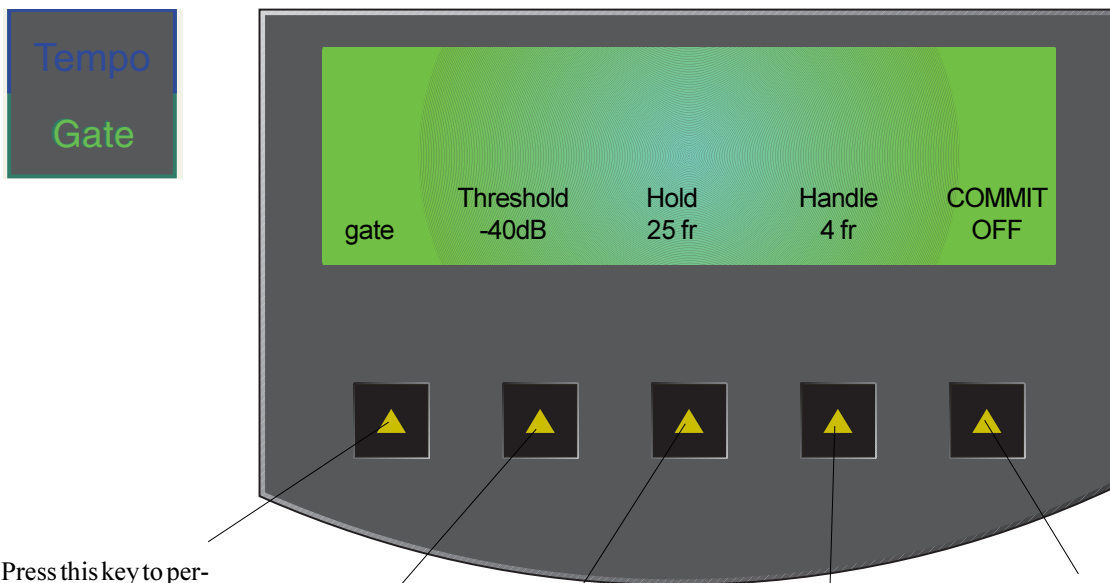 Tempo
Gate
Threshold Hold Handle COMMIT
gate -40dB 25 fr 4 fr OFF
Press this key to per-